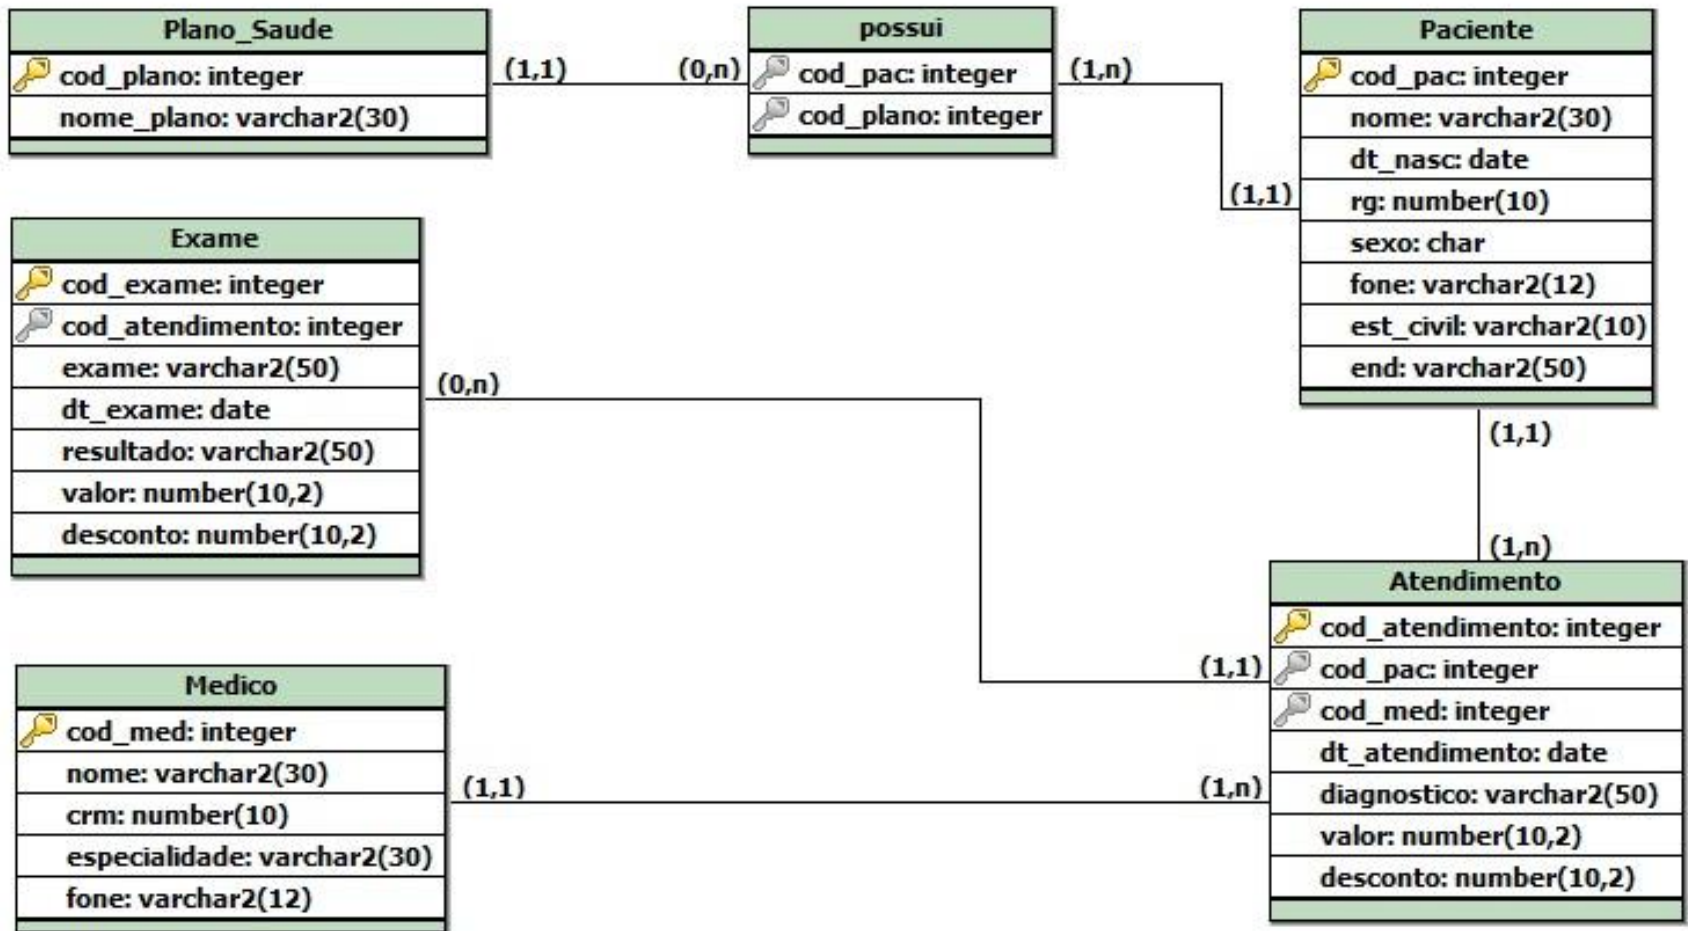 Plano_Saude
cod_plano: integer
nome_plano: varchar2(30)
(1,1)
(0,n)
possui
cod_pac: integer
cod_plano: integer
(1,n)
(1,1)
Paciente
cod_pac: integer
nome: varchar2(30)
dt_nasc: date
rg: number(10)
sexo: char
fone: varchar2(12)
est_civil: varchar2(10)
end: varchar2(50)
(1,1)
(1,n)
Exame
cod_exame: integer
cod_atendimento: integer
exame: varchar2(50)
dt_exame: date
resultado: varchar2(50)
valor: number(10,2)
desconto: number(10,2)
(0,n)
(1,1)
Atendimento
cod_atendimento: integer
cod_pac: integer
cod_med: integer
dt_atendimento: date
diagnostico: varchar2(50)
valor: number(10,2)
desconto: number(10,2)
Medico
cod_med: integer
nome: varchar2(30)
crm: number(10)
especialidade: varchar2(30)
fone: varchar2(12)
(1,1)
(1,n)